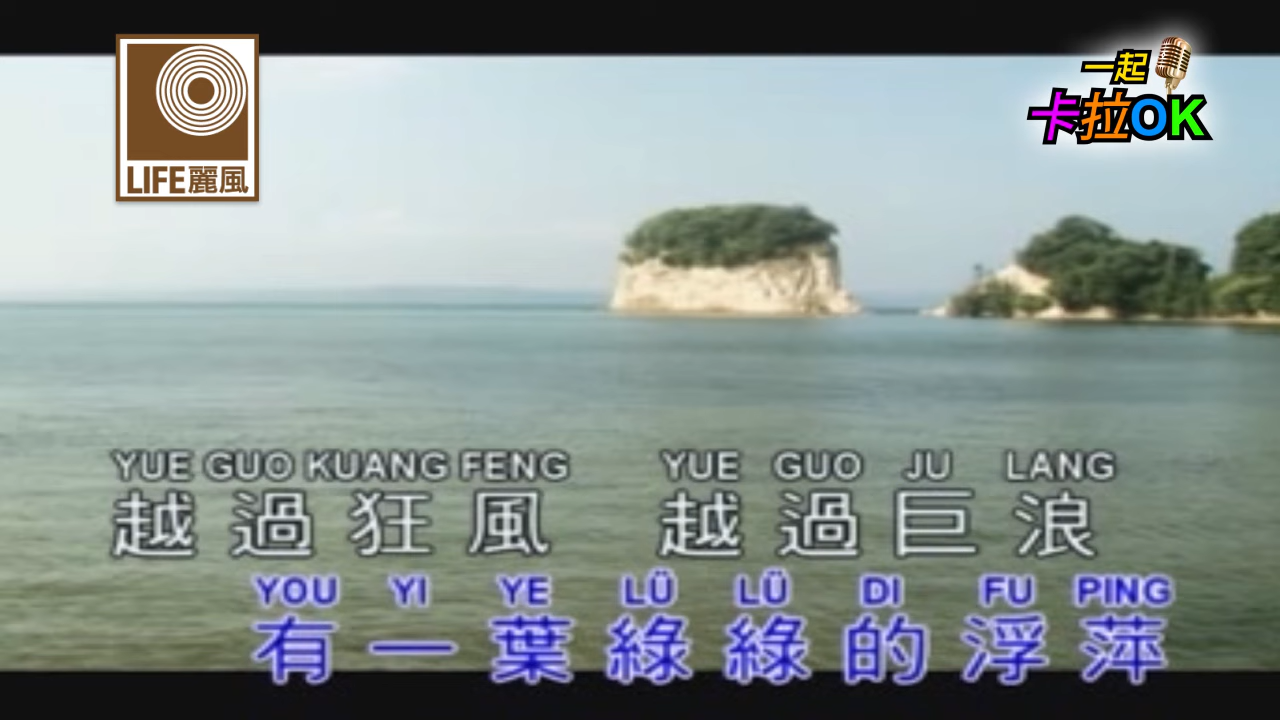 LIFE麗風
一起
卡拉OK
YUE GUO KUANG FENG YUE GUO JU LANG
越過狂風 越過巨浪
YOU YI YE LÜ LÜ DI FU PING
有一葉綠綠的浮萍